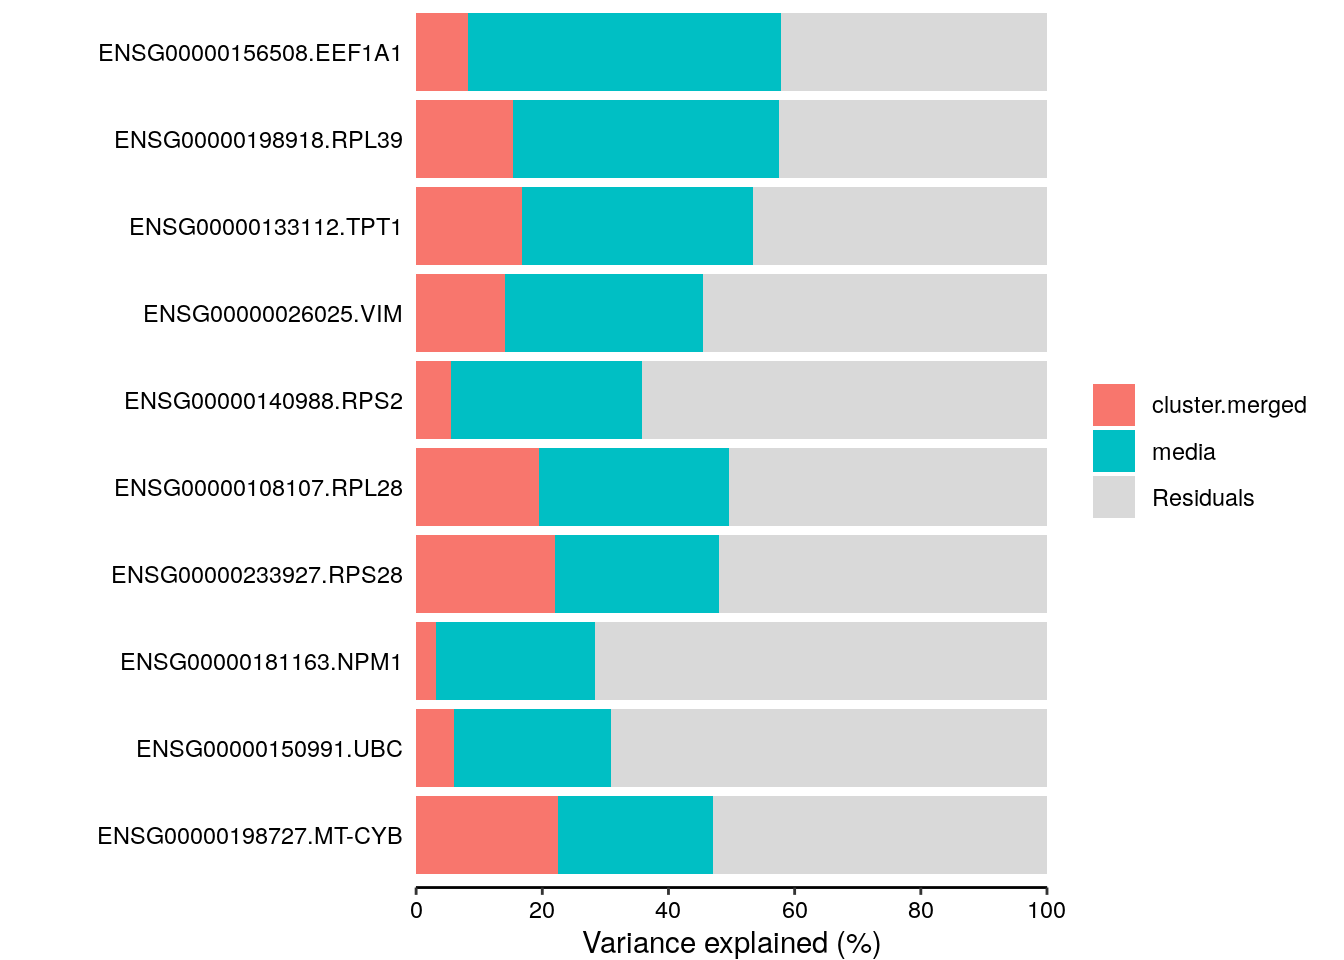 ENSG00000156508.EEF1A1
ENSG00000198918.RPL39
ENSG00000133112.TPT1
ENSG00000026025.VIM
ENSG00000140988.RPS2
ENSG00000108107.RPL28
ENSG00000233927.RPS28
ENSG00000181163.NPM1
ENSG00000150991.UBC
ENSG00000198727.MT-CYB
0 20 40 60 80 100
Variance explained (%)
cluster.merged
media
Residuals